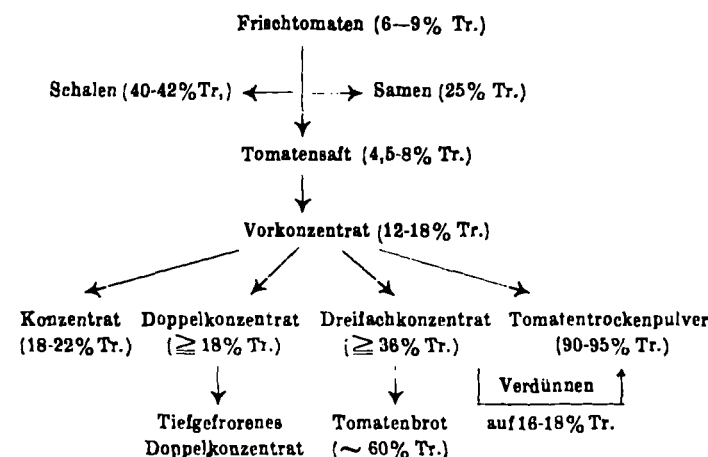 Frischtomaten (6—9% Tr.)
Schalen (40-42%Tr,) Samen (25% Tr.)
Tomatensaft (4,5-8% Tr.)
Vorkonzentrat (12-18% Tr.)
Konzentrat Doppelkonzentrat Dreifachkonzentrat Tomatentrockenpulver
(18-22% Tr.) (≧ 18% Tr.) (≧ 36% Tr.) (90-95% Tr.)
Verdünnen
Tiefgefrorenes Tomatenbrot auf 16-18% Tr.
Doppelkonzentrat (~ 60% Tr.)